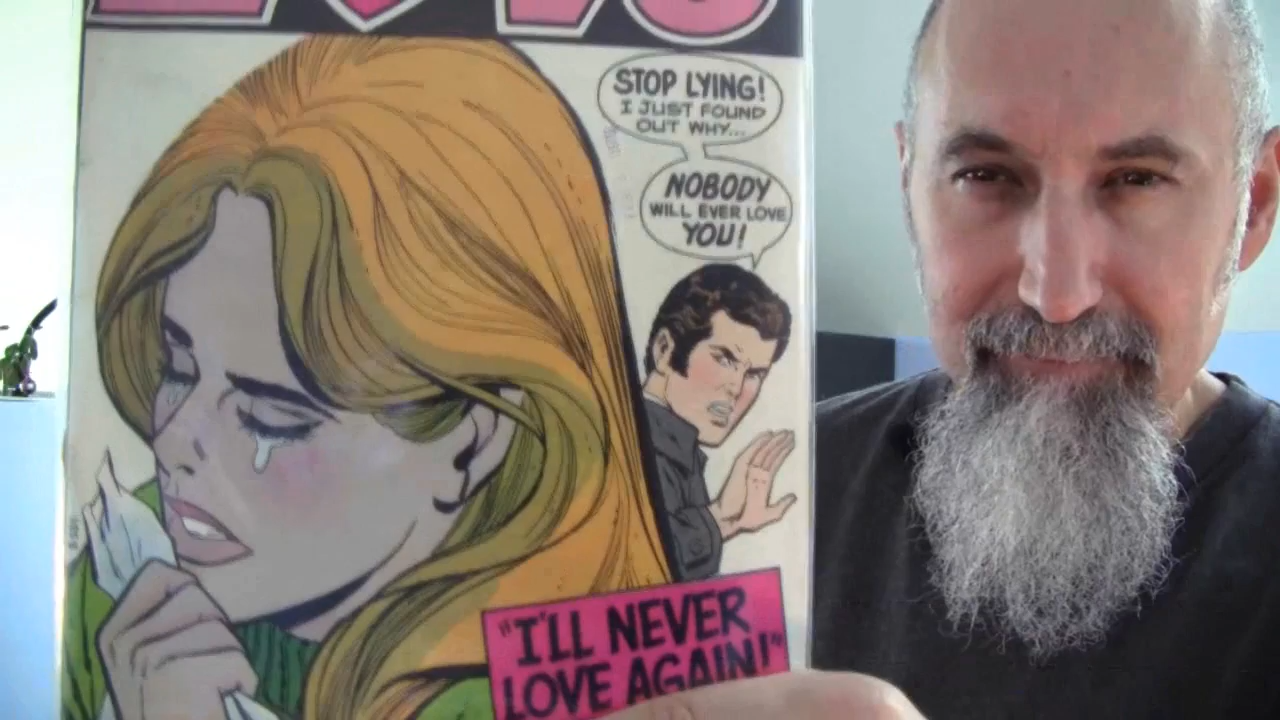 STOP LYING!
I JUST FOUND
OUT WHY...
NOBODY
WILL EVER LOVE
YOU!
"I'LL NEVER
LOVE AGAIN!"